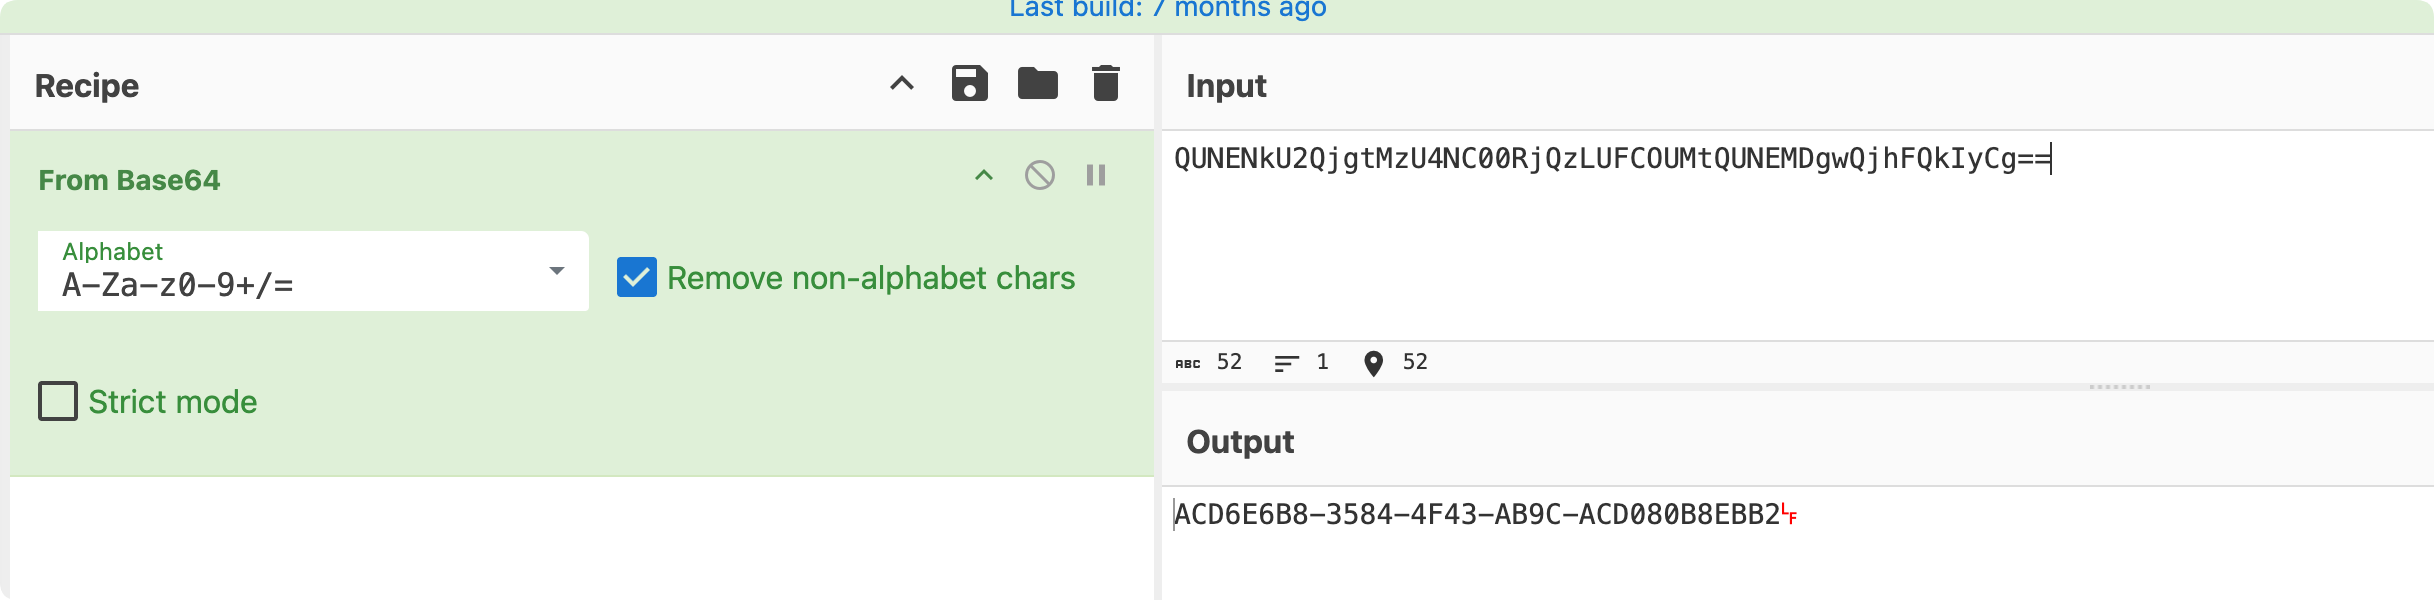 Last build: 7 months ago
Recipe
Input
From Base64
QUNENkU2QjgtMzU4NC00RjQzLUFCOUMtQUNEMDgwQjhFQkIyCg==
Alphabet
A-Za-z0-9+/=
Remove non-alphabet chars
ABC 52 1 52
Strict mode
Output
ACD6E6B8-3584-4F43-AB9C-ACD080B8EBB2LF